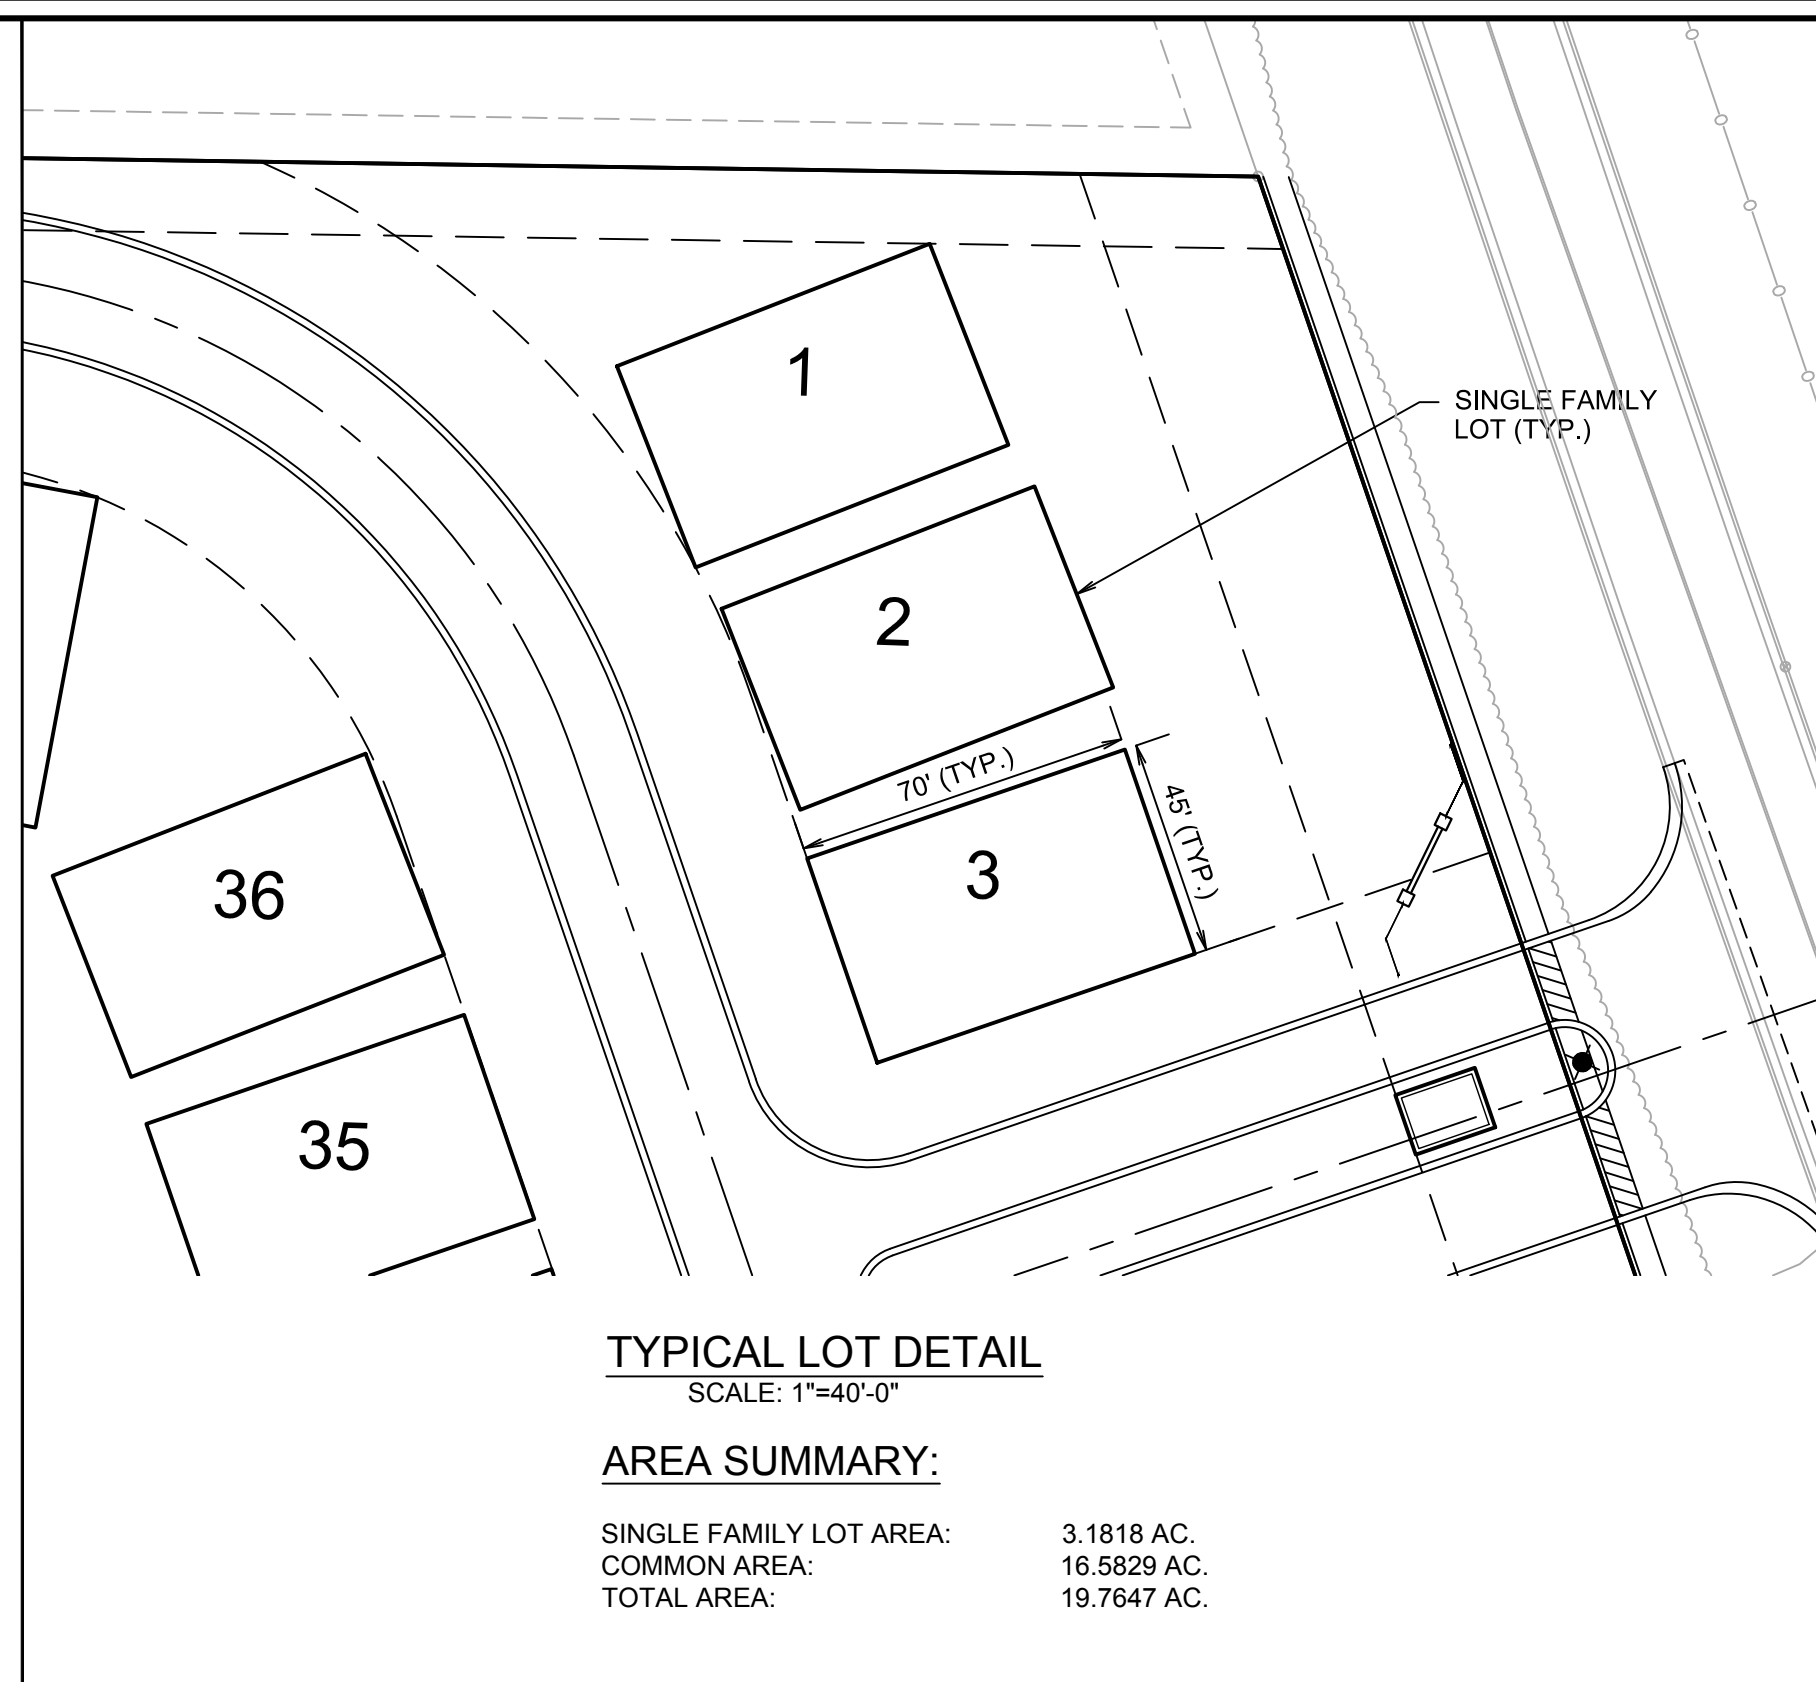 1
SINGLE FAMILY
LOT (TYP.)
2
70' (TYP.)
45' (TYP.)
3
36
35
TYPICAL LOT DETAIL
SCALE: 1"=40'-0"
AREA SUMMARY:
SINGLE FAMILY LOT AREA: 3.1818 AC.
COMMON AREA: 16.5829 AC.
TOTAL AREA: 19.7647 AC.